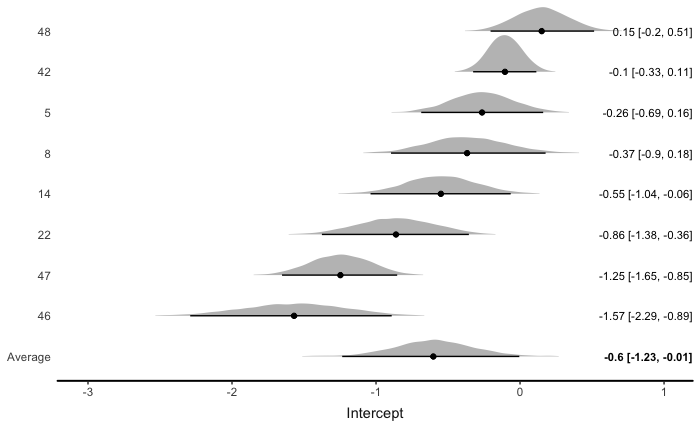 48 0.15 [-0.2, 0.51]
42 -0.1 [-0.33, 0.11]
5 -0.26 [-0.69, 0.16]
8 -0.37 [-0.9, 0.18]
14 -0.55 [-1.04, -0.06]
22 -0.86 [-1.38, -0.36]
47 -1.25 [-1.65, -0.85]
46 -1.57 [-2.29, -0.89]
Average -0.6 [-1.23, -0.01]
-3 -2 -1 0 1
Intercept